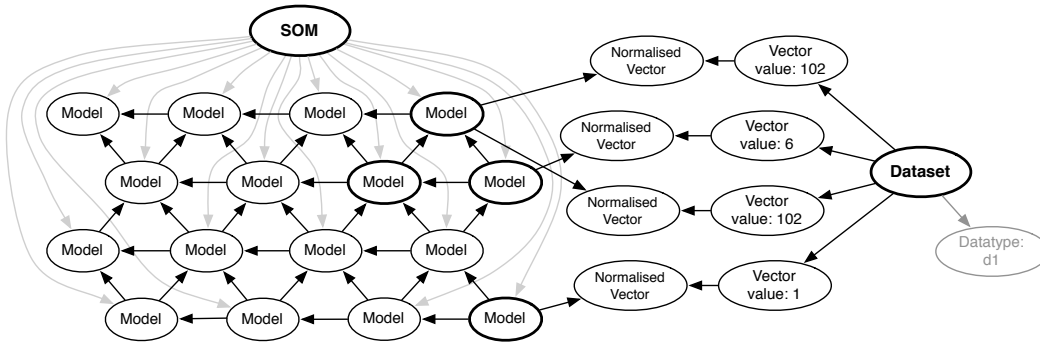 SOM
Normalised
Vector
Vector
value: 102
Model
Model
Model
Model
Normalised
Vector
Vector
value: 6
Dataset
Model
Model
Model
Model
Normalised
Vector
Vector
value: 102
Datatype:
d1
Model
Model
Model
Model
Normalised
Vector
Vector
value: 1
Model
Model
Model
Model